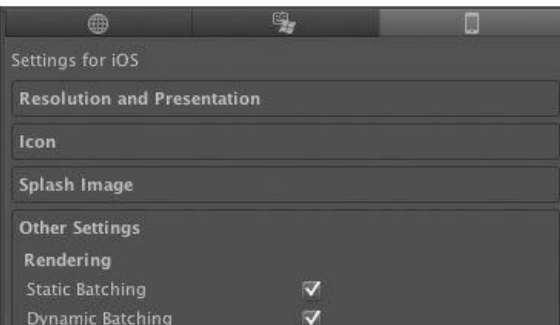 Settings for iOS
Resolution and Presentation
Icon
Splash Image
Other Settings
Rendering
Static Batching
Dynamic Batching